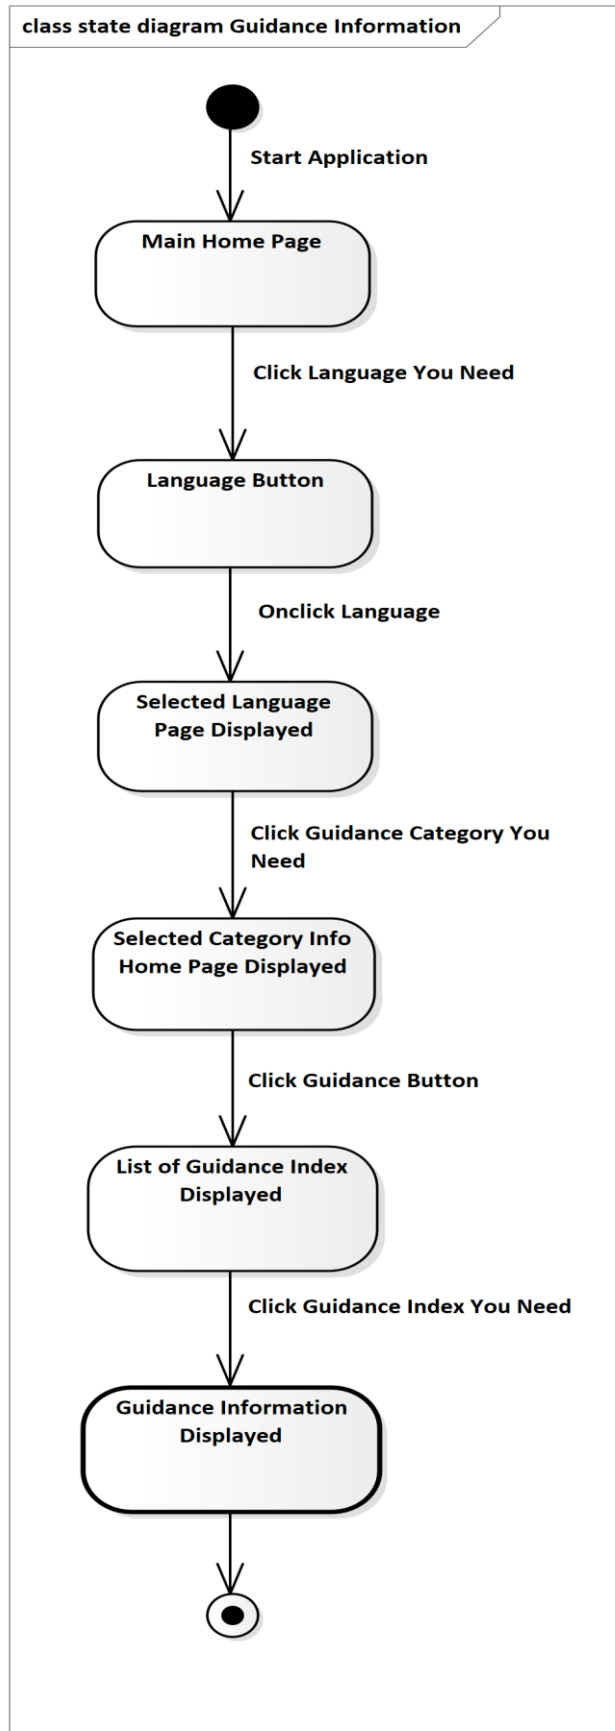 class state diagram Guidance Information
Start Application
Main Home Page
Click Language You Need
Language Button
Onclick Language
Selected Language
Page Displayed
Click Guidance Category You
Need
Selected Category Info
Home Page Displayed
Click Guidance Button
List of Guidance Index
Displayed
Click Guidance Index You Need
Guidance Information
Displayed